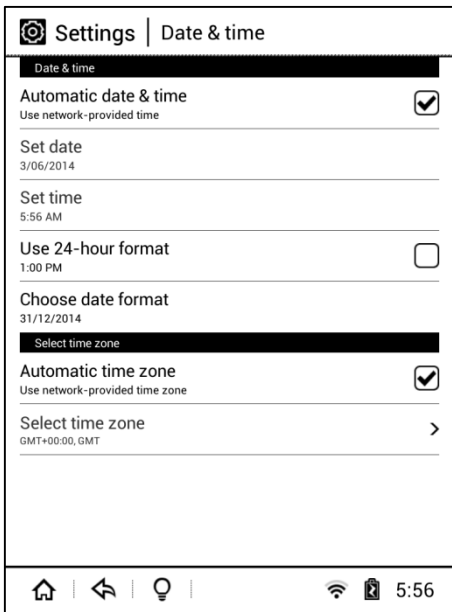 Settings | Date & time
Date & time
Automatic date & time
Use network-provided time
Set date
3/06/2014
Set time
5:56 AM
Use 24-hour format
1:00 PM
Choose date format
31/12/2014
Select time zone
Automatic time zone
Use network-provided time zone
Select time zone
GMT+00:00, GMT
5:56